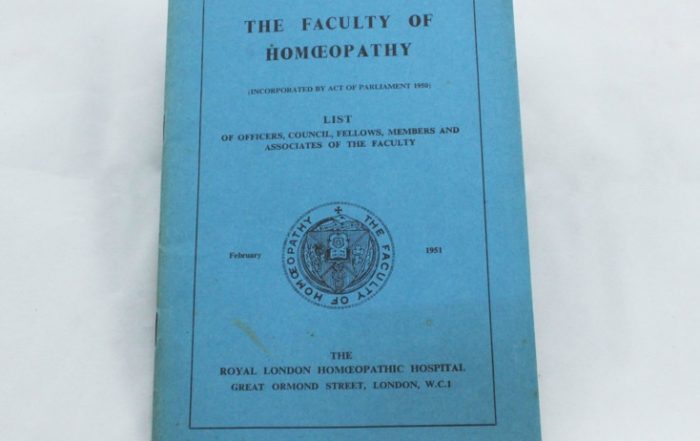 THE FACULTY OF
HOMŒOPATHY
(INCORPORATED BY ACT OF PARLIAMENT 1950)
LIST
OF OFFICERS, COUNCIL, FELLOWS, MEMBERS AND
ASSOCIATES OF THE FACULTY
THE FACULTY OF HOMŒOPATHY
February 1951
THE
ROYAL LONDON HOMŒOPATHIC HOSPITAL
GREAT ORMOND STREET, LONDON, W.C.1